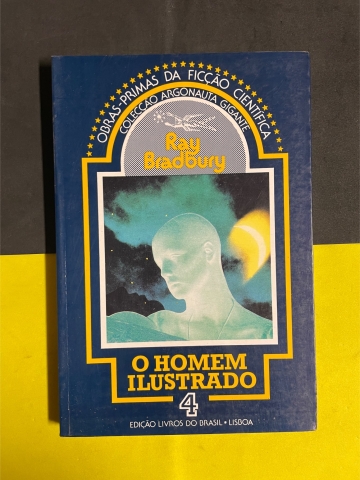 OBRAS-PRIMAS DA FICÇÃO CIENTÍFICA
COLECÇÃO ARGONAUTA GIGANTE
Ray
Bradbury
O HOMEM
ILUSTRADO
4
EDIÇÃO LIVROS DO BRASIL • LISBOA